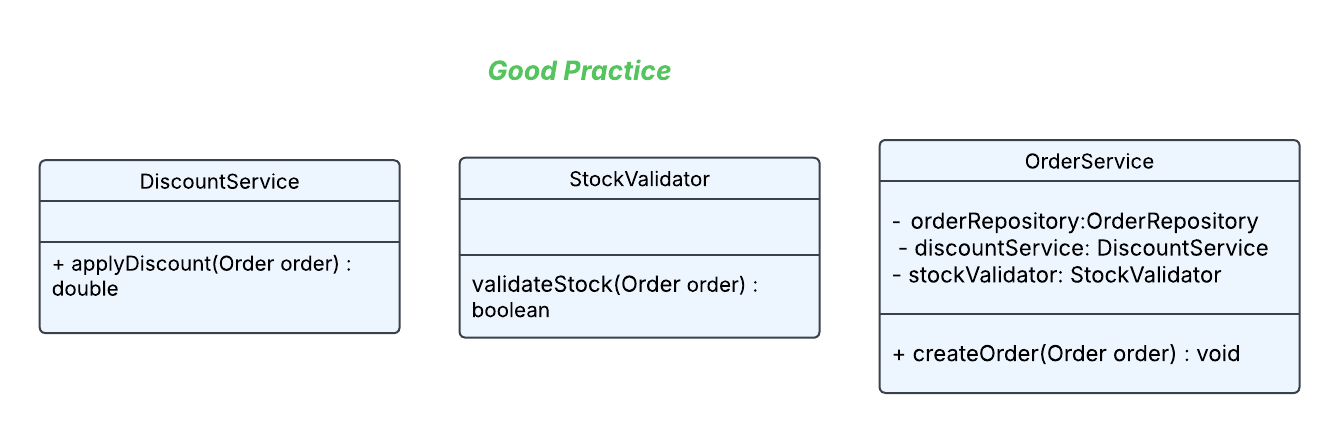 Good Practice
DiscountService
+ applyDiscount(Order order) :
double
StockValidator
validateStock(Order order) :
boolean
OrderService
- orderRepository:OrderRepository
- discountService: DiscountService
- stockValidator: StockValidator
+ createOrder(Order order) : void